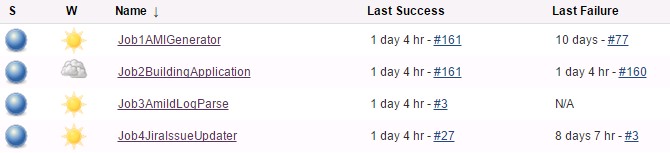 S W Name ↓ Last Success Last Failure
Job1AMIGenerator 1 day 4 hr - #161 10 days - #77
Job2BuildingApplication 1 day 4 hr - #161 1 day 4 hr - #160
Job3AmiIdLogParse 1 day 4 hr - #3 N/A
Job4JiraIssueUpdater 1 day 4 hr - #27 8 days 7 hr - #3